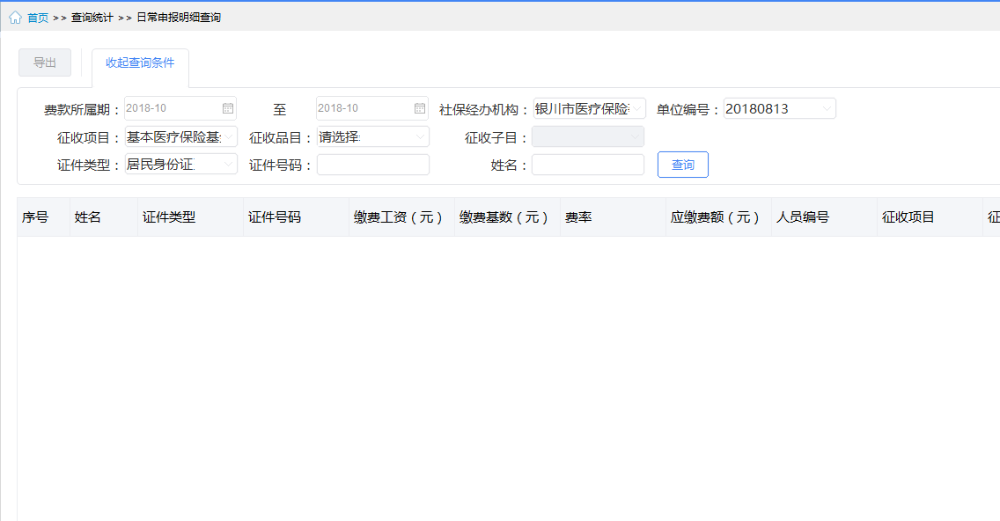 首页 >> 查询统计 >> 日常申报明细查询
导出 收起查询条件
费款所属期： 2018-10 至 2018-10 社保经办机构： 银川市医疗保险 单位编号： 20180813
征收项目： 基本医疗保险基 征收品目： 请选择 征收子目：
证件类型： 居民身份证 证件号码： 姓名： 查询
序号 姓名 证件类型 证件号码 缴费工资（元） 缴费基数（元） 费率 应缴费额（元） 人员编号 征收项目 征